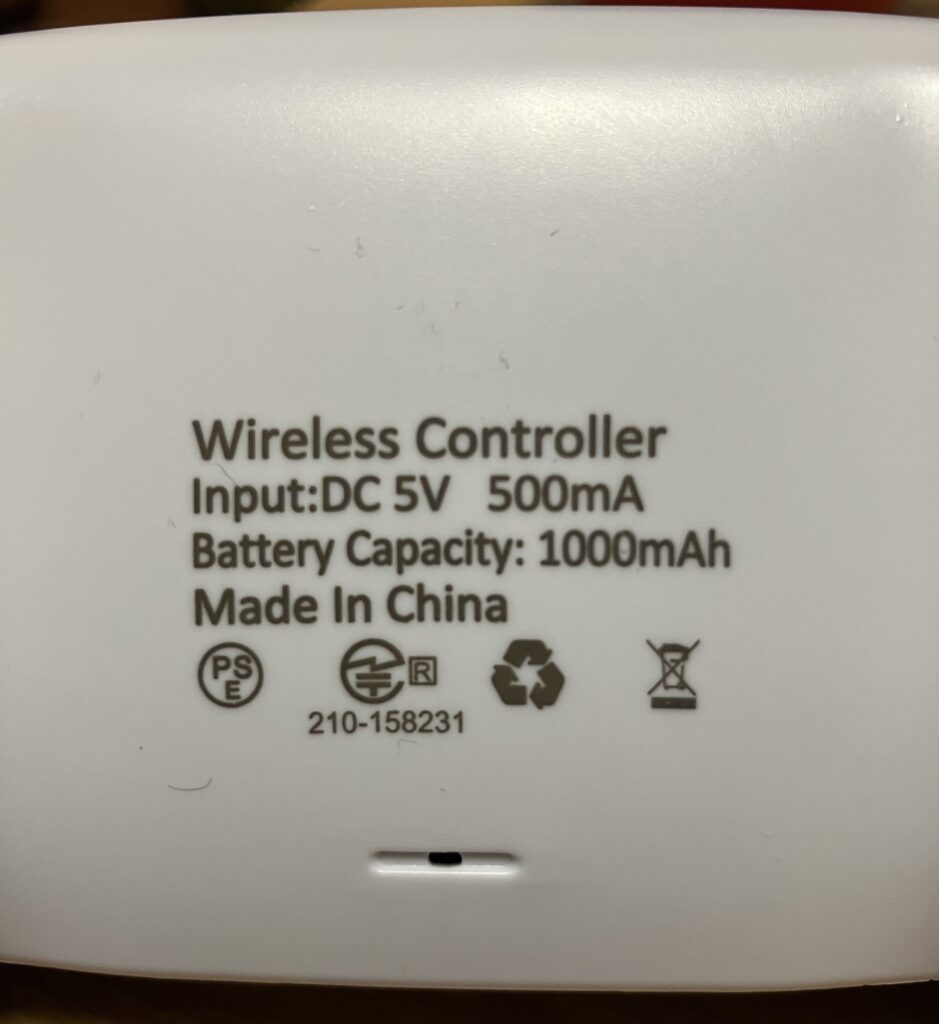 Wireless Controller
Input:DC 5V 500mA
Battery Capacity: 1000mAh
Made In China
PS
E
R
210-158231